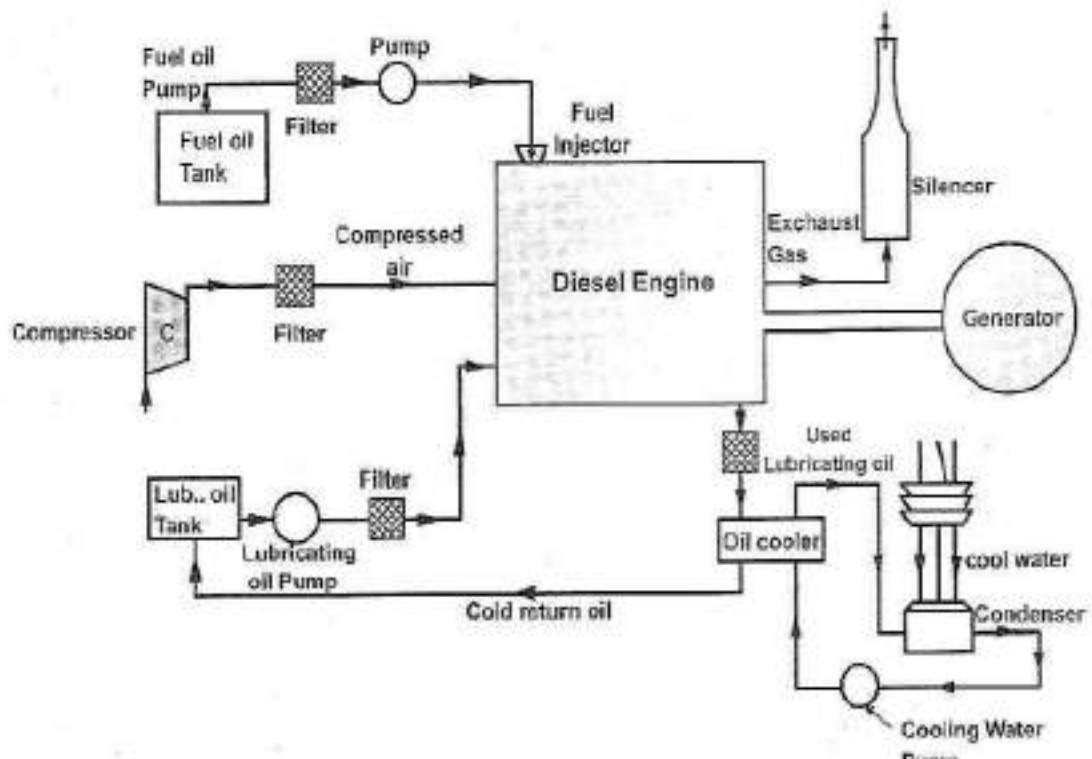 Fuel oil
Pump
Pump
Filter
Fuel oil
Tank
Fuel
Injector
Silencer
Exchaust
Gas
Compressed
air
Diesel Engine
Compressor
C
Filter
Generator
Used
Lubricating oil
Filter
Lub.. oil
Tank
Lubricating
oil Pump
Oil cooler
cool water
Cold return oil
Condenser
Cooling Water